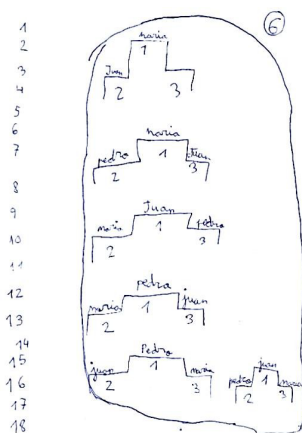 6
1
2 maria
1
3 Juan
4 2 3
5
6
7 maria
pedro 1 Juan
2 3
8
9 Juan
maria 1 pedro
10 2 3
11
12 pedro
maria 1 juan
13 2 3
14
15 Pedro juan
juan 1 maria pedro 1 maria
16 2 3 2 3
17
18